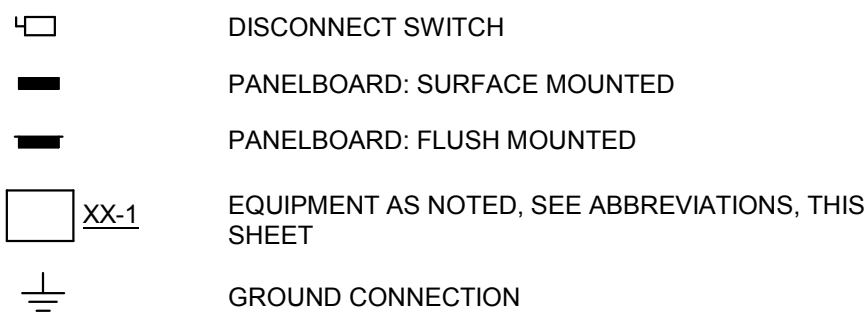 DISCONNECT SWITCH
PANELBOARD: SURFACE MOUNTED
PANELBOARD: FLUSH MOUNTED
XX-1 EQUIPMENT AS NOTED, SEE ABBREVIATIONS, THIS
SHEET
GROUND CONNECTION